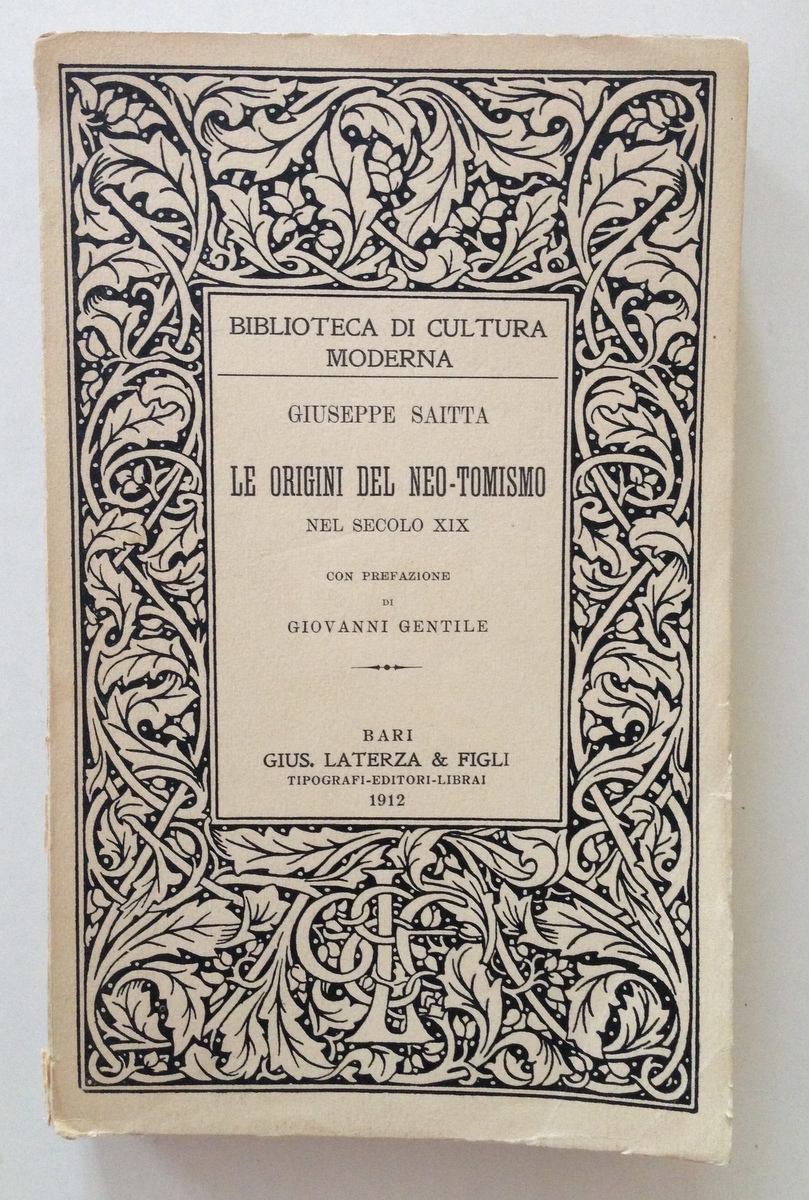 BIBLIOTECA DI CULTURA
MODERNA
GIUSEPPE SAITTA
LE ORIGINI DEL NEO-TOMISMO
NEL SECOLO XIX
CON PREFAZIONE
DI
GIOVANNI GENTILE
BARI
GIUS. LATERZA & FIGLI
TIPOGRAFI-EDITORI-LIBRAI
1912